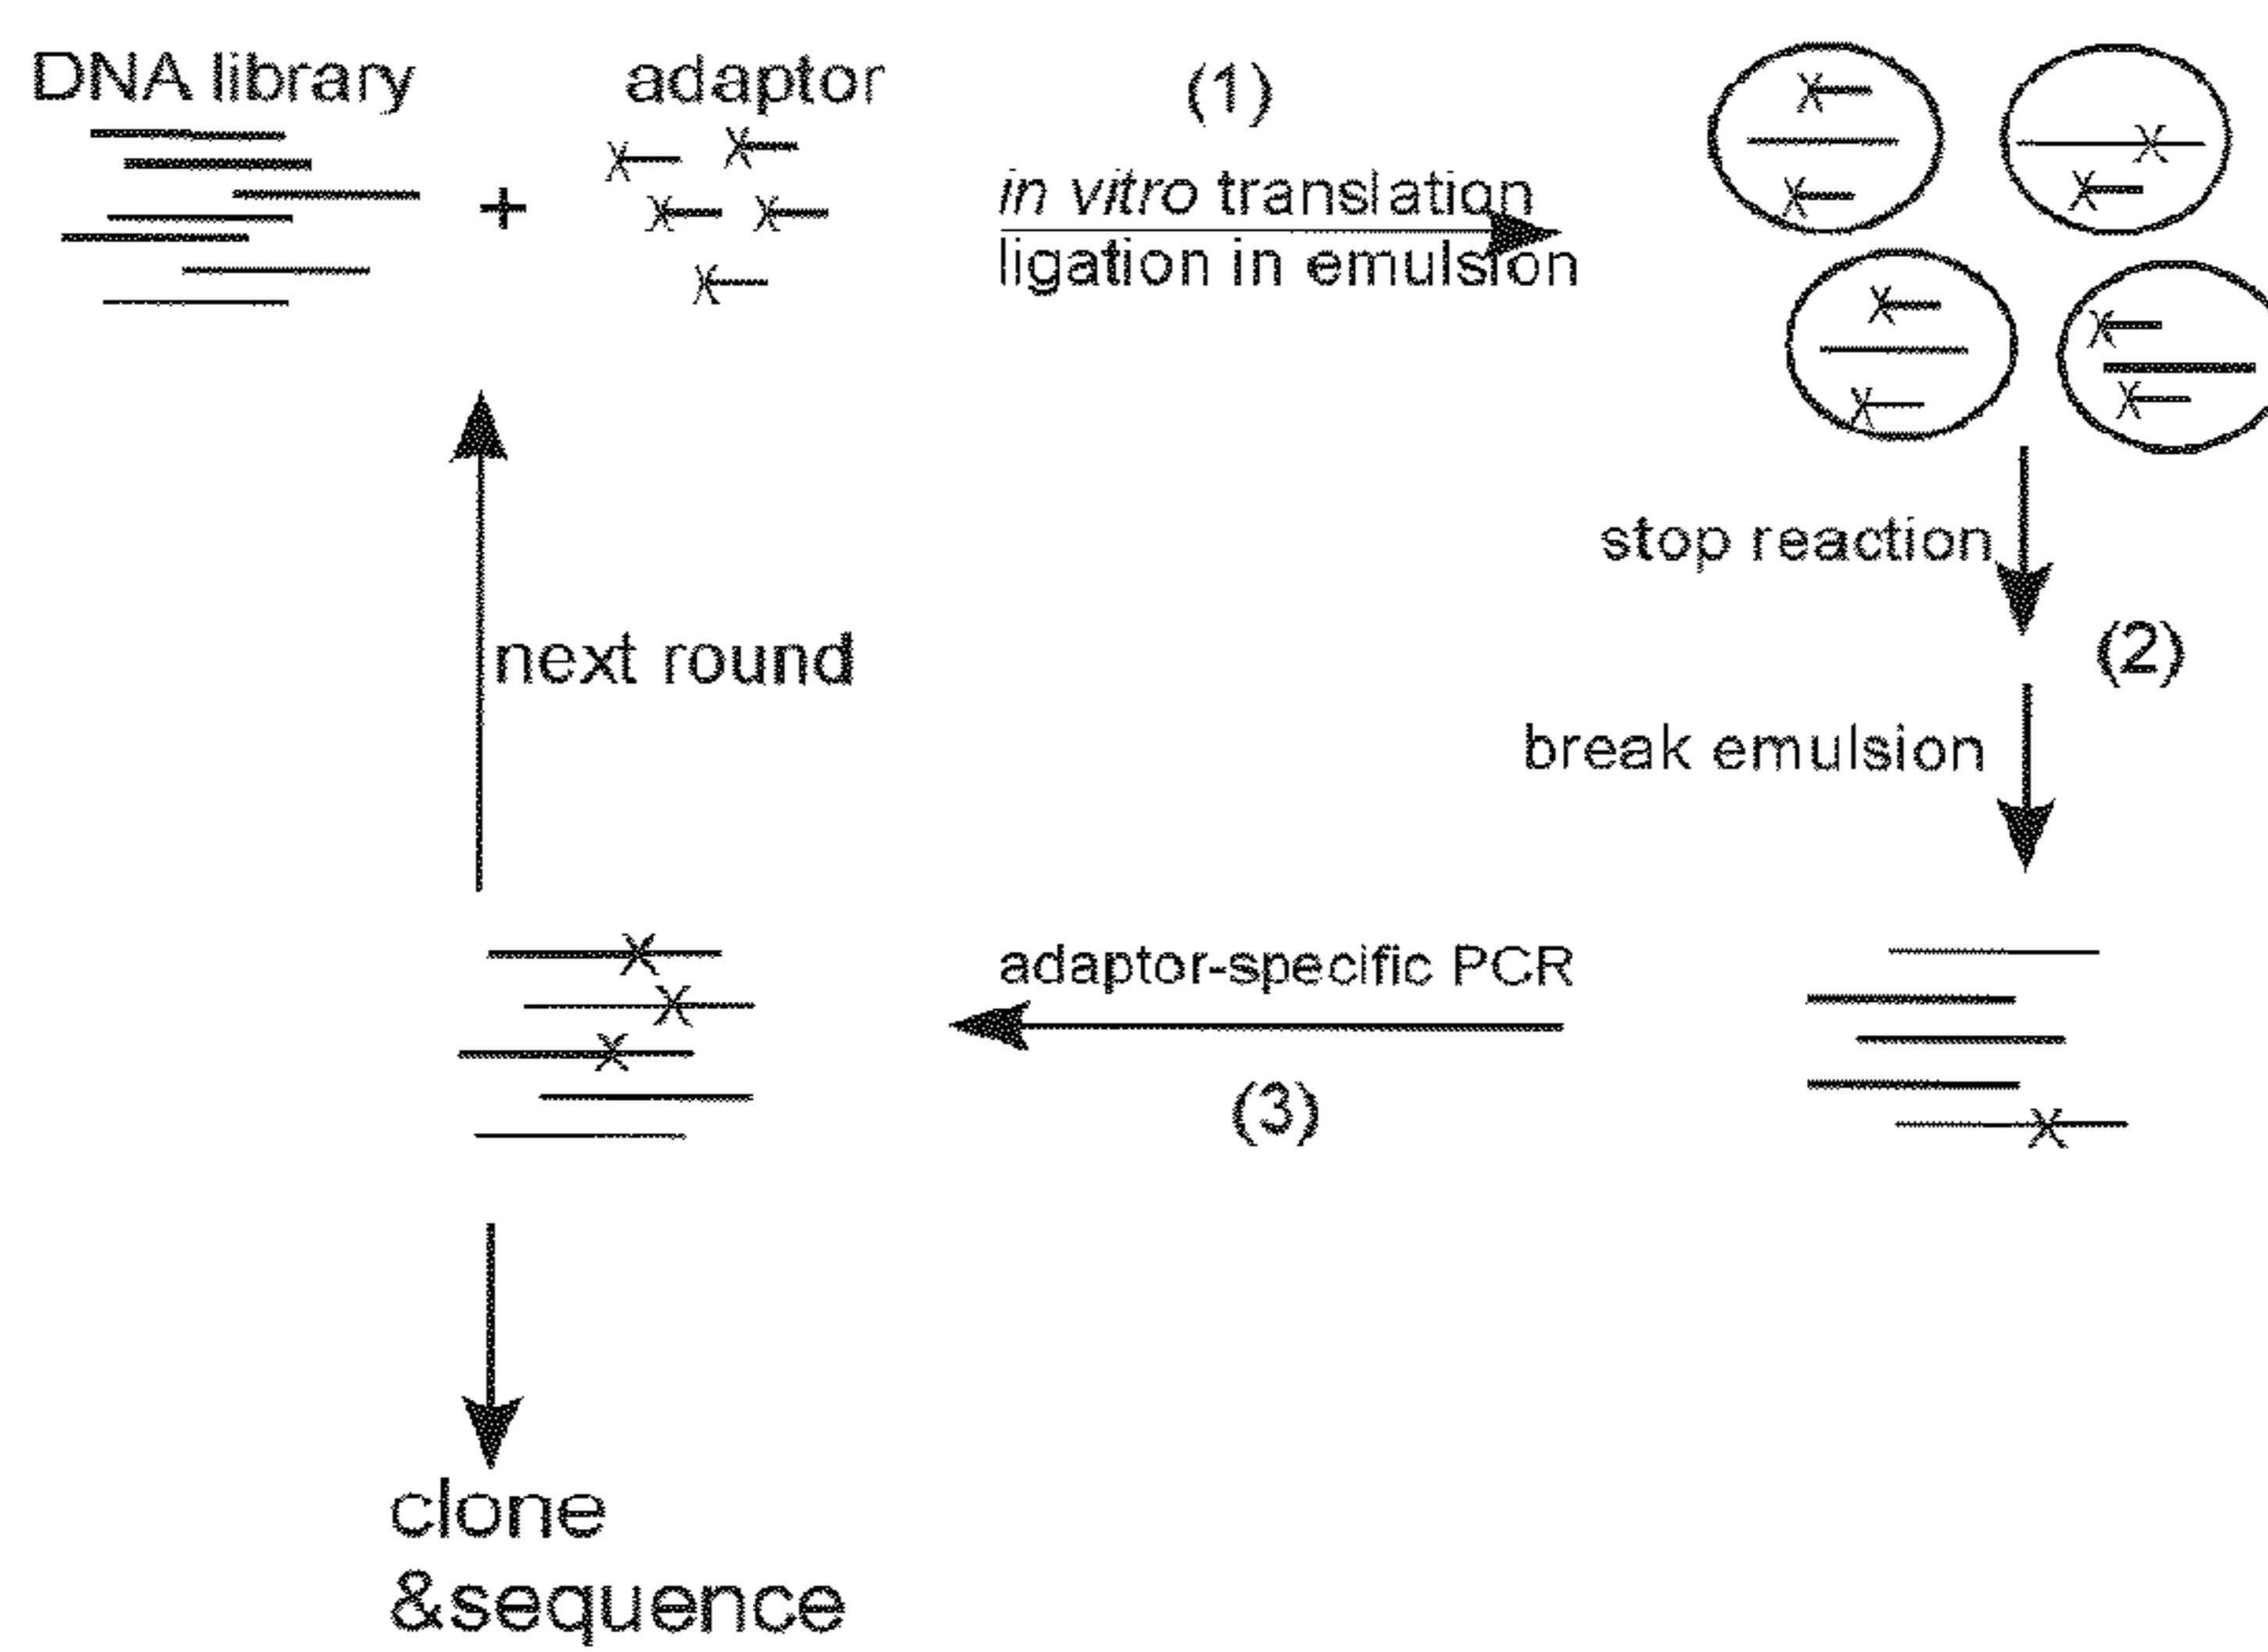 DNA library
+
adaptor
(1)
in vitro translation
ligation in emulsion
stop reaction
(2)
break emulsion
next round
adaptor-specific PCR
(3)
clone
&sequence